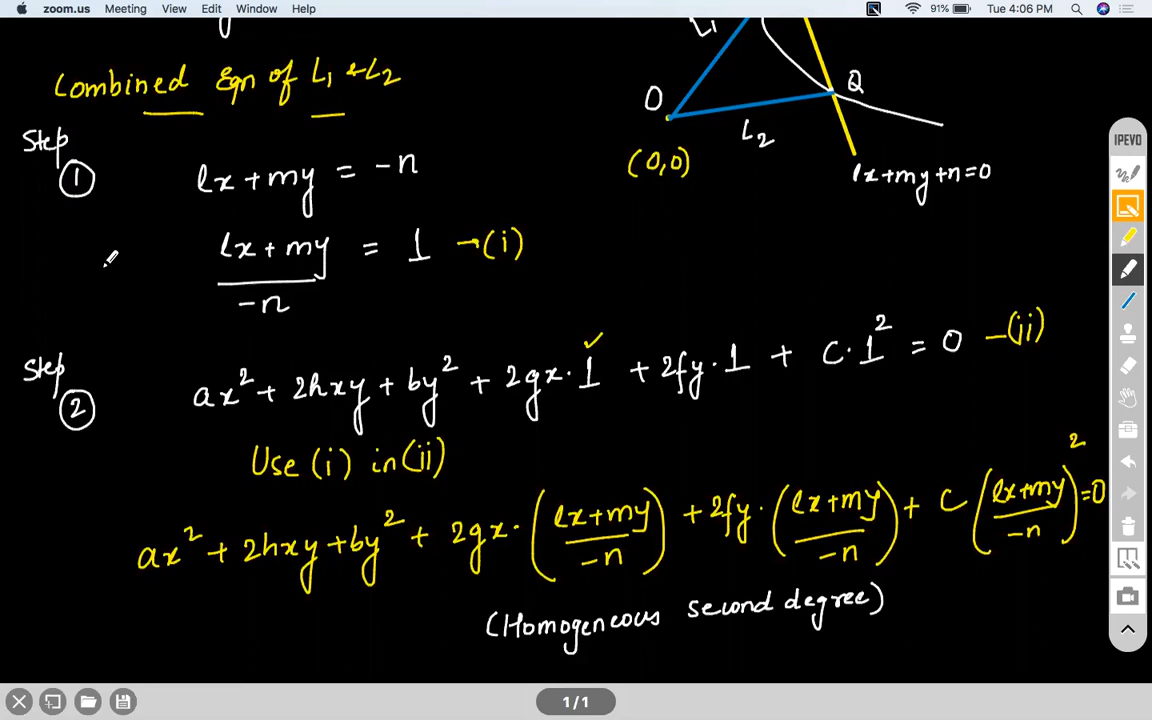 zoom.us Meeting View Edit Window Help 91% Tue 4:06 PM
L₁
Combined Eqn of L₁ & L₂
O
Q
L₂
(0,0)
lx+my+n=0
Step
① lx+my = -n
(lx+my)/-n = 1 →(i)
IPEVO
Step
② ax²+ 2hxy + by² + 2gx·1 + 2fy·1 + c·1² = 0 —(ii)
Use (i) in (ii)
ax² + 2hxy + by² + 2gx·((lx+my)/-n) + 2fy·((lx+my)/-n) + c((lx+my)/-n)² = 0
(Homogeneous second degree)
1/1